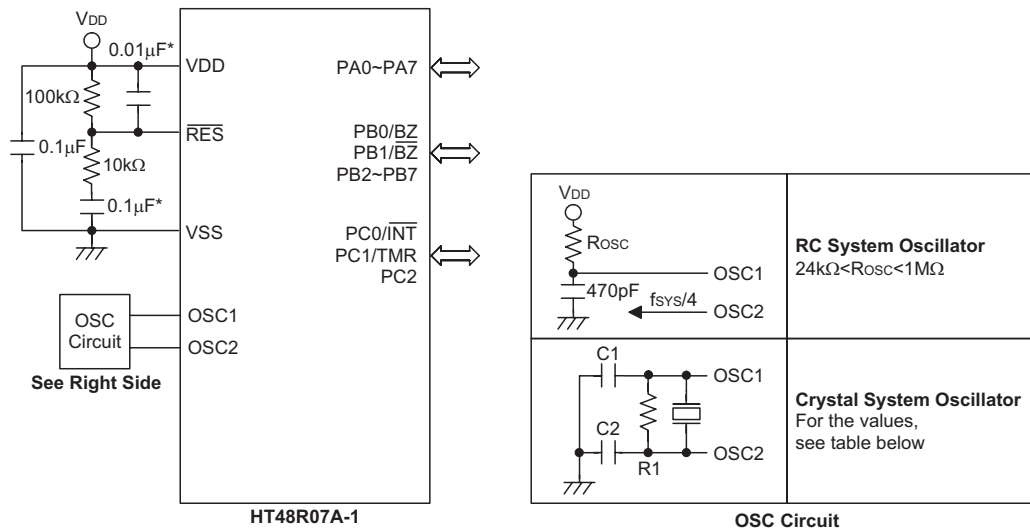 VDD
0.01μF*
VDD
100kΩ
RES
0.1μF
10kΩ
0.1μF*
VSS
OSC
Circuit
OSC1
OSC2
See Right Side
PA0~PA7
PB0/BZ
PB1/BZ
PB2~PB7
PC0/INT
PC1/TMR
PC2
HT48R07A-1
VDD
ROSC
OSC1
470pF
fSYS/4
OSC2
RC System Oscillator
24kΩ<ROSC<1MΩ
C1
OSC1
C2
R1
OSC2
Crystal System Oscillator
For the values,
see table below
OSC Circuit